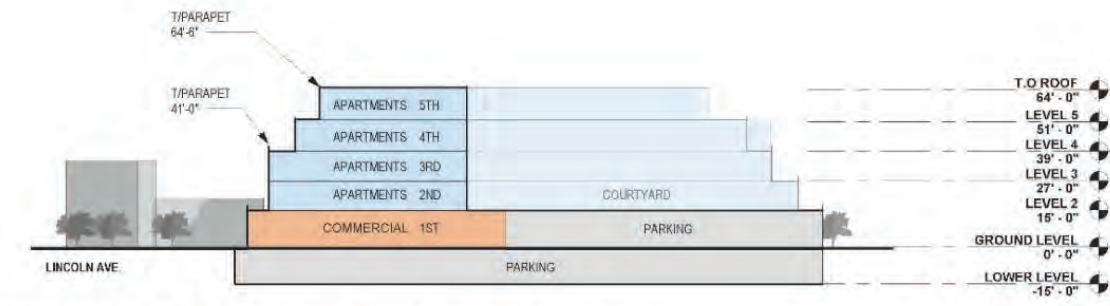 T/PARAPET
64'-6"
T/PARAPET
41'-0"
APARTMENTS 5TH
APARTMENTS 4TH
APARTMENTS 3RD
APARTMENTS 2ND
COURTYARD
COMMERCIAL 1ST
PARKING
PARKING
LINCOLN AVE.
T.O ROOF
64' - 0"
LEVEL 5
51' - 0"
LEVEL 4
39' - 0"
LEVEL 3
27' - 0"
LEVEL 2
15' - 0"
GROUND LEVEL
0' - 0"
LOWER LEVEL
-15' - 0"